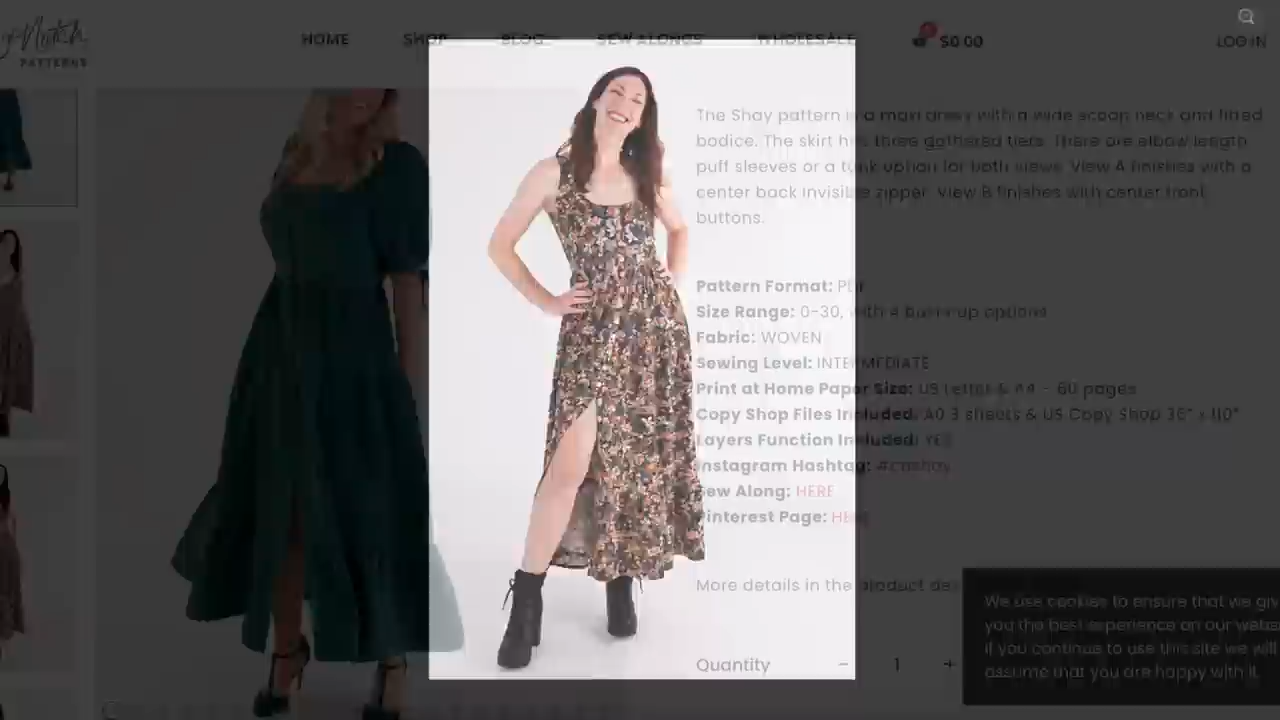 PATTERNS
HOME
SHOP
BLOG
SEW ALONGS
WHOLESALE
$0.00
LOG IN
The Shay pattern is a maxi dress with a wide scoop neck and fitted
bodice. The skirt has three gathered tiers. There are elbow length
puff sleeves or a tank option for both views. View A finishes with a
center back invisible zipper. View B finishes with center front
buttons.
Pattern Format: PDF
Size Range: 0-30, with 4 bust cup options
Fabric: WOVEN
Sewing Level: INTERMEDIATE
Print at Home Paper Size: US Letter & A4 - 60 pages
Copy Shop Files Included: A0 3 sheets & US Copy Shop 36" x 110"
Layers Function Included: YES
Instagram Hashtag: #cnshay
Sew Along: HERE
Pinterest Page: HERE
More details in the product de
Quantity - 1 +
We use cookies to ensure that we giv
you the best experience on our webs
if you continue to use this site we will
assume that you are happy with it.